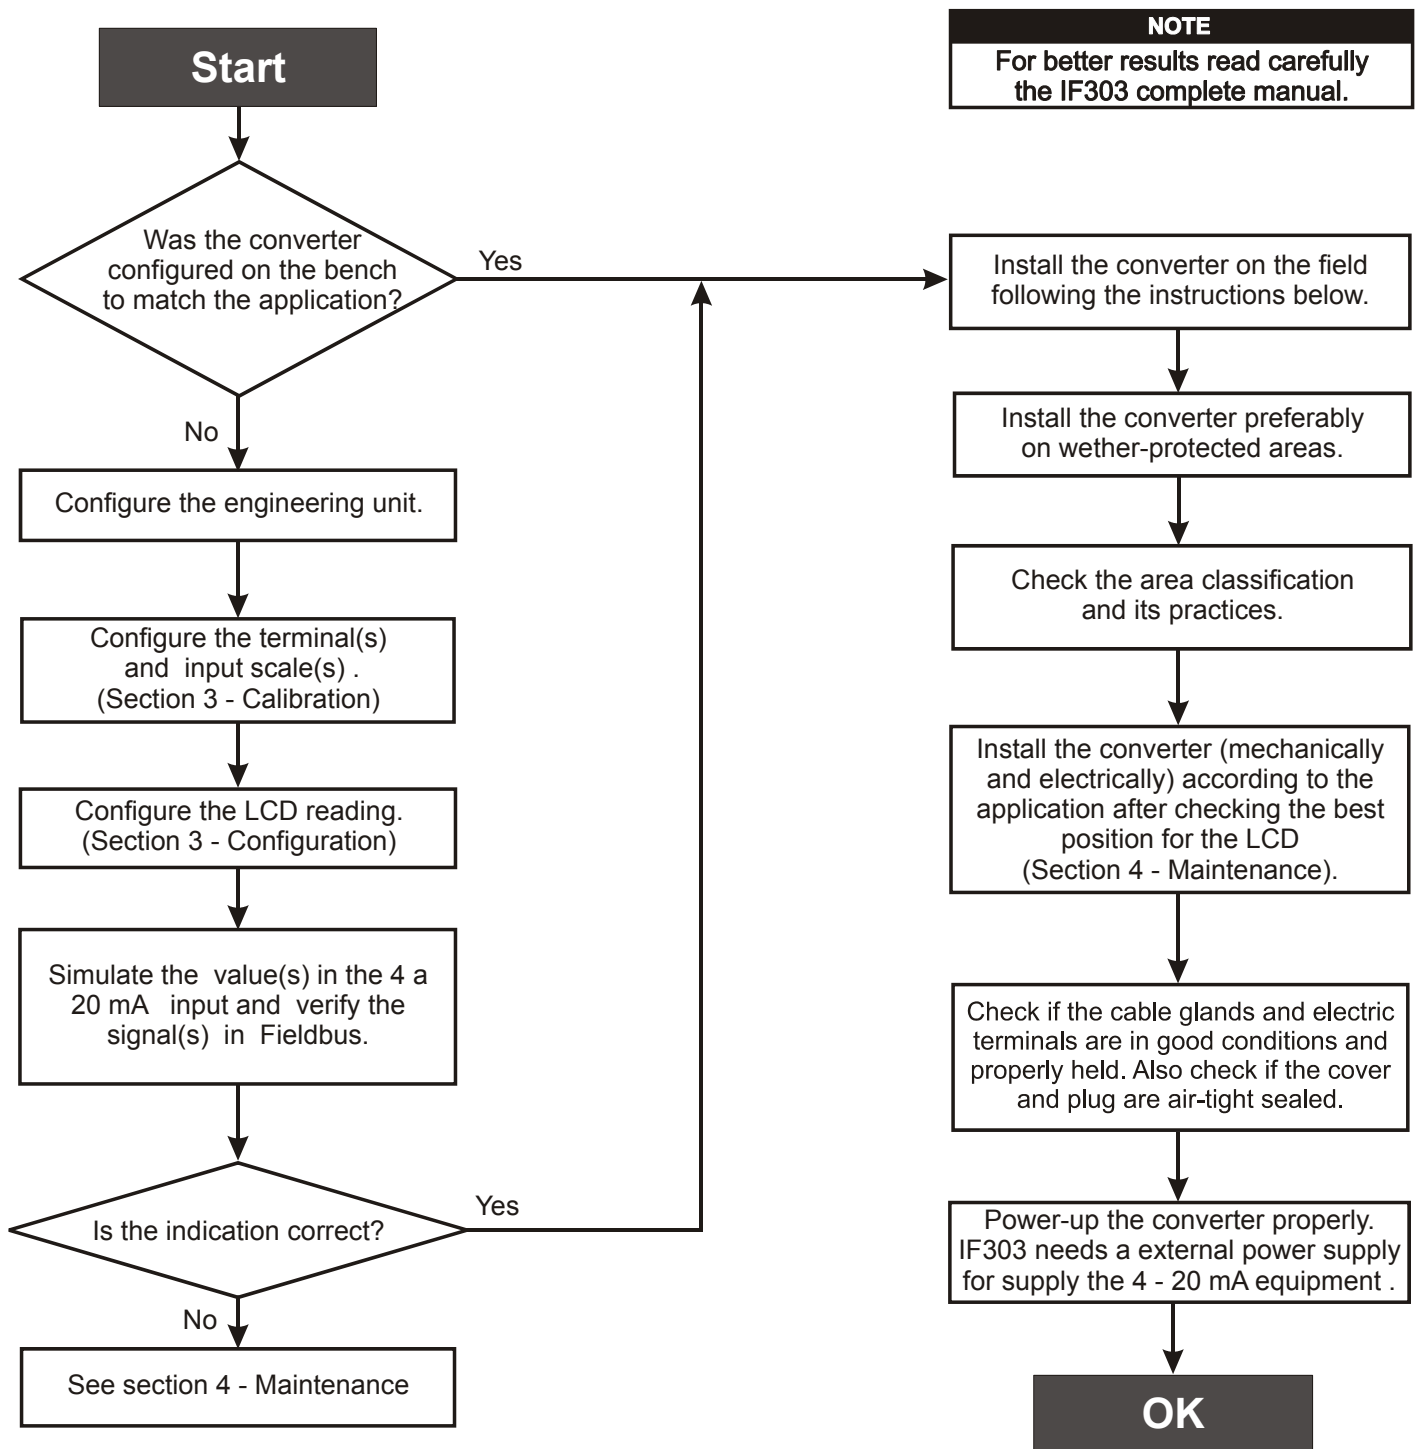 Start
NOTE
For better results read carefully
the IF303 complete manual.
Was the converter
configured on the bench
to match the application?
Yes
No
Configure the engineering unit.
Configure the terminal(s)
and input scale(s) .
(Section 3 - Calibration)
Configure the LCD reading.
(Section 3 - Configuration)
Simulate the value(s) in the 4 a
20 mA input and verify the
signal(s) in Fieldbus.
Is the indication correct?
Yes
No
See section 4 - Maintenance
Install the converter on the field
following the instructions below.
Install the converter preferably
on wether-protected areas.
Check the area classification
and its practices.
Install the converter (mechanically
and electrically) according to the
application after checking the best
position for the LCD
(Section 4 - Maintenance).
Check if the cable glands and electric
terminals are in good conditions and
properly held. Also check if the cover
and plug are air-tight sealed.
Power-up the converter properly.
IF303 needs a external power supply
for supply the 4 - 20 mA equipment .
OK